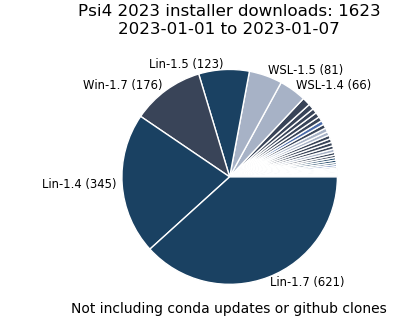 Psi4 2023 installer downloads: 1623
2023-01-01 to 2023-01-07
Lin-1.5 (123)
WSL-1.5 (81)
Win-1.7 (176)
WSL-1.4 (66)
Lin-1.4 (345)
Lin-1.7 (621)
Not including conda updates or github clones